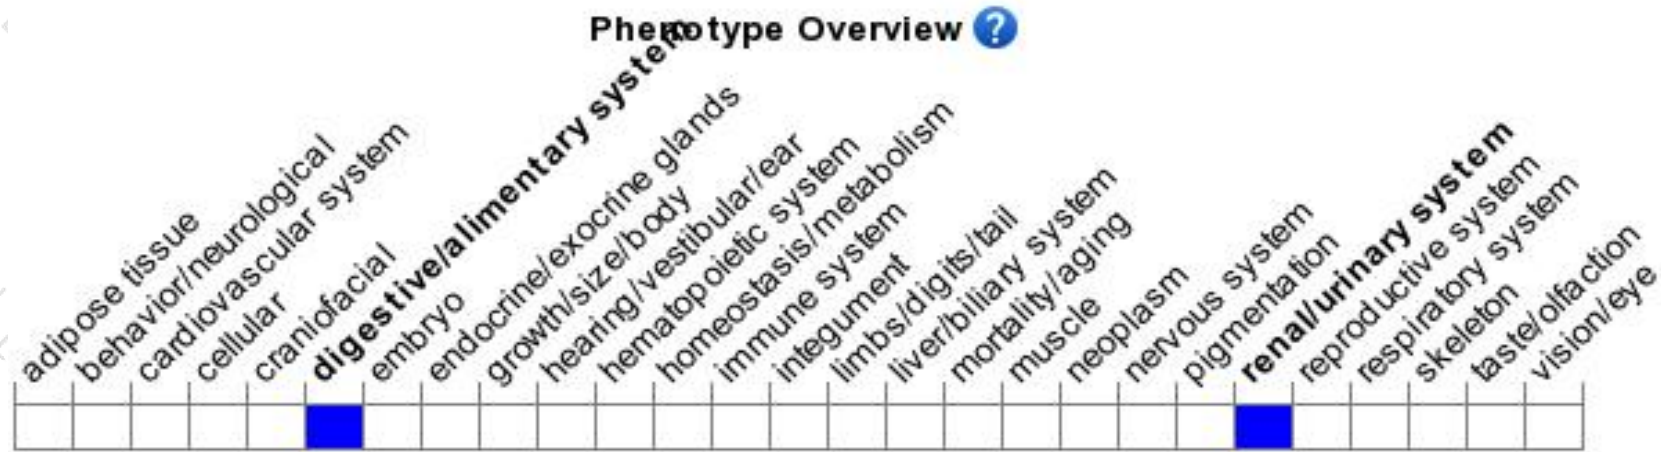 Phenotype Overview ?
adipose tissue
behavior/neurological
cardiovascular system
cellular
craniofacial
digestive/alimentary system
embryo
endocrine/exocrine glands
growth/size/body
hearing/vestibular/ear
hematopoietic system
homeostasis/metabolism
immune system
integument
limbs/digits/tail
liver/biliary system
mortality/aging
muscle
neoplasm
nervous system
pigmentation
renal/urinary system
reproductive system
respiratory system
skeleton
taste/olfaction
vision/eye